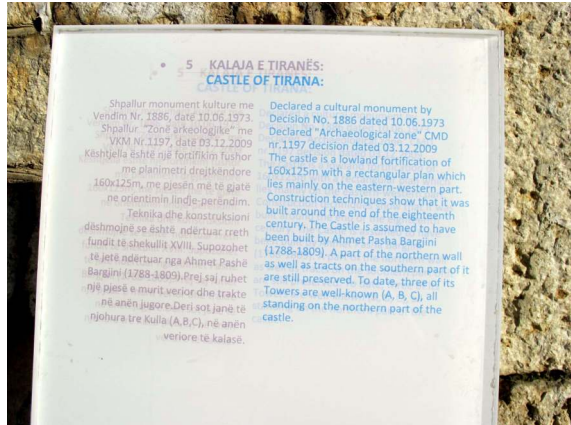 • 5 KALAJA E TIRANËS:
CASTLE OF TIRANA:
Shpallur monument kulture me
Vendim Nr. 1886, datë 10.06.1973.
Shpallur "Zonë arkeologjike" me
VKM Nr.1197, datë 03.12.2009
Kështjella është një fortifikim fushor
me planimetri drejtkëndore
160x125m, me pjesën më të gjatë
ne orientimin lindje-perëndim.
Teknika dhe konstruksioni
dëshmojnë se është ndërtuar rreth
fundit të shekullit XVIII. Supozohet
të jetë ndërtuar nga Ahmet Pashë
Bargjini (1788-1809).Prej saj ruhet
një pjesë e murit verior dhe trakte
në anën jugore.Deri sot janë të
njohura tre Kulla (A,B,C), në anën
veriore të kalasë.
Declared a cultural monument by
Decision No. 1886 dated 10.06.1973
Declared "Archaeological zone" CMD
nr.1197 decision dated 03.12.2009
The castle is a lowland fortification of
160x125m with a rectangular plan which
lies mainly on the eastern-western part.
Construction techniques show that it was
built around the end of the eighteenth
century. The Castle is assumed to have
been built by Ahmet Pasha Bargjini
(1788-1809). A part of the northern wall
as well as tracts on the southern part of it
are still preserved. To date, three of its
Towers are well-known (A, B, C), all
standing on the northern part of the
castle.